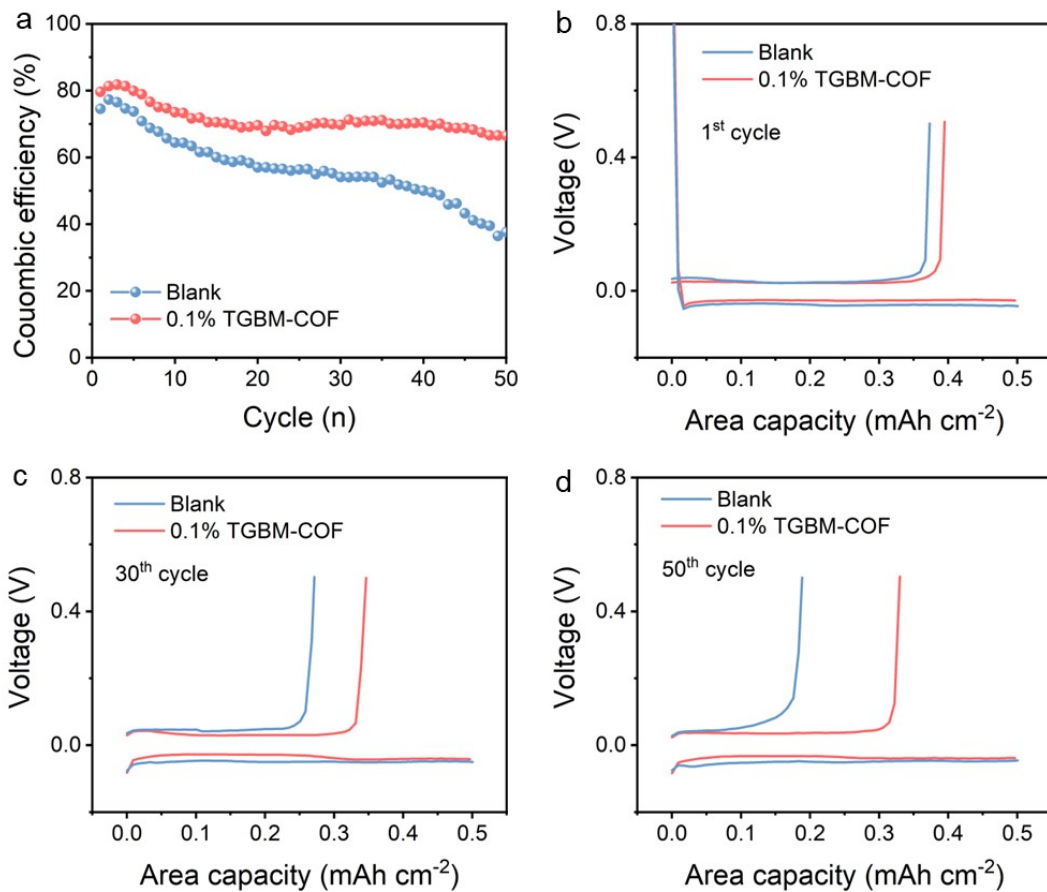 a
100
80
60
40
20
0
Couombic efficiency (%)
Blank
0.1% TGBM-COF
0 10 20 30 40 50
Cycle (n)
b
0.8
0.4
0.0
Voltage (V)
Blank
0.1% TGBM-COF
1st cycle
0.0 0.1 0.2 0.3 0.4 0.5
Area capacity (mAh cm-2)
c
0.8
0.4
0.0
Voltage (V)
Blank
0.1% TGBM-COF
30th cycle
0.0 0.1 0.2 0.3 0.4 0.5
Area capacity (mAh cm-2)
d
0.8
0.4
0.0
Voltage (V)
Blank
0.1% TGBM-COF
50th cycle
0.0 0.1 0.2 0.3 0.4 0.5
Area capacity (mAh cm-2)